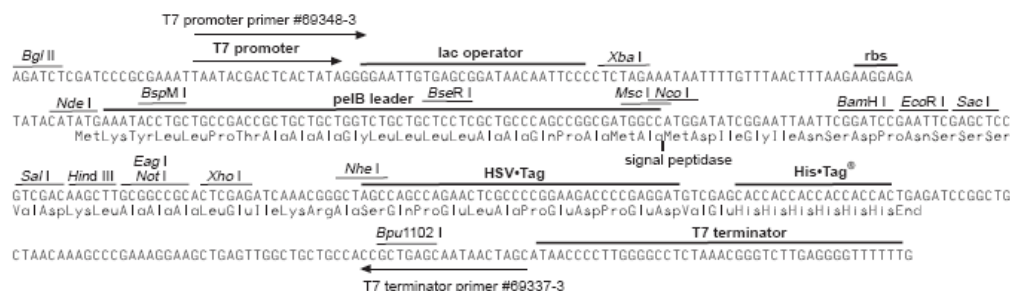 T7 promoter primer #69348-3
Bgl II T7 promoter lac operator Xba I rbs
AGATCTCGATCCCGCGAAATTAATACGACTCACTATAGGGGAATTGTGAGCGGATAACAATTCCCCTCTAGAAATAATTTTGTTTAACTTTAAGAAGGAGA
Nde I BspM I pelB leader BseR I Msc I Nco I BamH I EcoR I Sac I
TATACATATGAAATACCTGCTGCCGACCGCTGCTGCTGGTCTGCTGCTCCTCGCTGCCCAGCCGGCGATGGCCATGGATATCGGAATTAATTCGGATCCGAATTCGAGCTCC
MetLysTyrLeuLeuProThrAlaAlaAlaGlyLeuLeuLeuLeuAlaAlaGlnProAlaMetAlaMetAspIleGlyIleAsnSerAspProAsnSerSerSer
signal peptidase
Sal I Hind III Eag I Not I Xho I Nhe I HSV•Tag His•Tag®
GTCGACAAGCTTGCGGCCGCACTCGAGATCAAACGGGCTAGCCAGCCAGAACTCGCCCCGGAAGACCCCGAGGATGTCGAGCACCACCACCACCACCACTGAGATCCGGCTG
ValAspLysLeuAlaAlaAlaLeuGluIleLysArgAlaSerGlnProGluLeuAlaProGluAspProGluAspValGluHisHisHisHisHisHisEnd
Bpu1102 I T7 terminator
CTAACAAAGCCCGAAAGGAAGCTGAGTTGGCTGCTGCCACCGCTGAGCAATAACTAGCATAACCCCTTGGGGCCTCTAAACGGGTCTTGAGGGGTTTTTTG
T7 terminator primer #69337-3